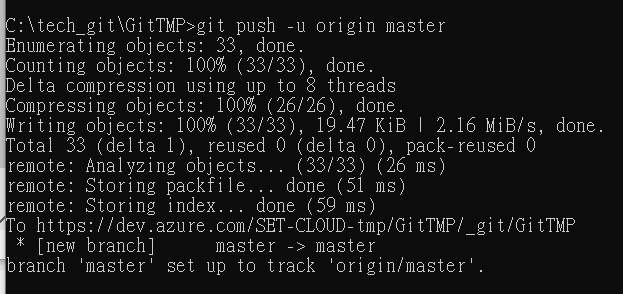 C:\tech_git\GitTMP>git push -u origin master
Enumerating objects: 33, done.
Counting objects: 100% (33/33), done.
Delta compression using up to 8 threads
Compressing objects: 100% (26/26), done.
Writing objects: 100% (33/33), 19.47 KiB | 2.16 MiB/s, done.
Total 33 (delta 1), reused 0 (delta 0), pack-reused 0
remote: Analyzing objects... (33/33) (26 ms)
remote: Storing packfile... done (51 ms)
remote: Storing index... done (59 ms)
To https://dev.azure.com/SET-CLOUD-tmp/GitTMP/_git/GitTMP
 * [new branch]      master -> master
branch 'master' set up to track 'origin/master'.